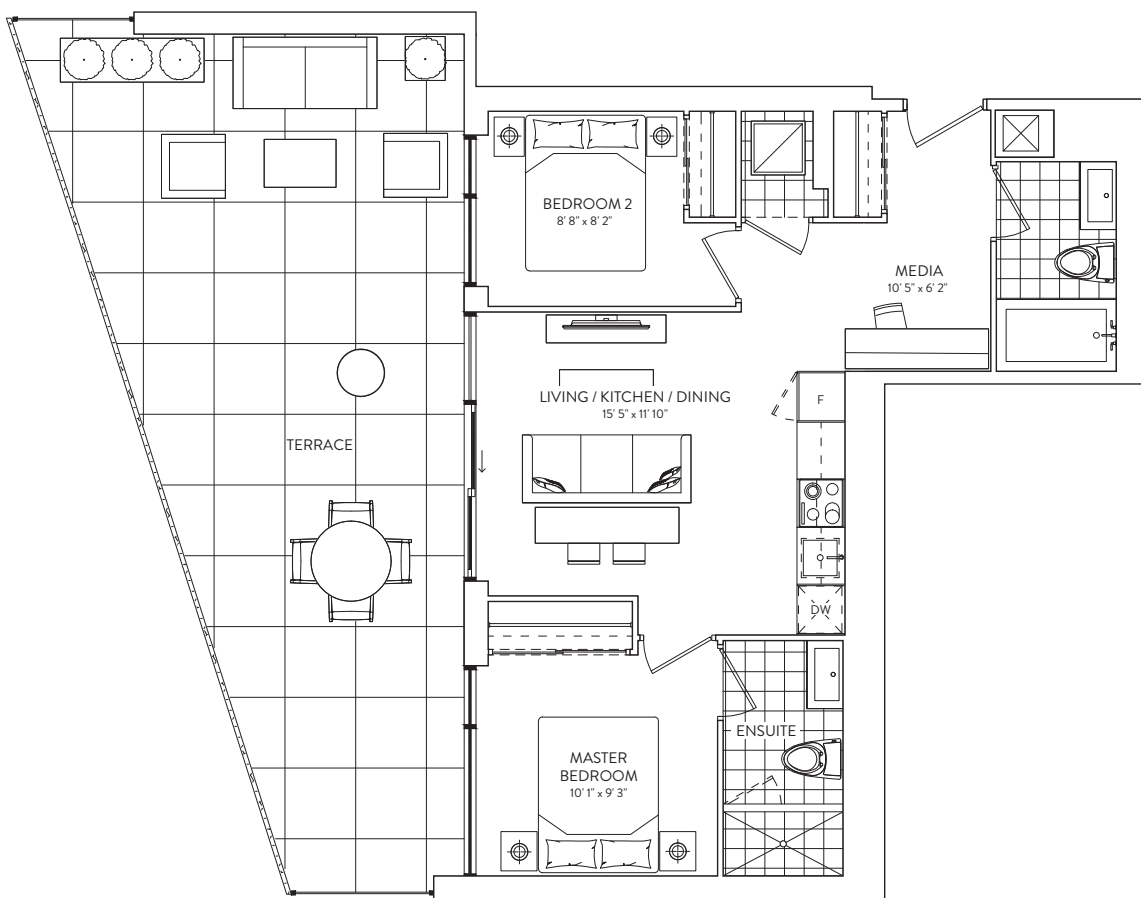 BEDROOM 2
8' 8" x 8' 2"
MEDIA
10' 5" x 6' 2"
LIVING / KITCHEN / DINING
15' 5" x 11' 10"
F
TERRACE
DW
ENSUITE
MASTER
BEDROOM
10' 1" x 9' 3"